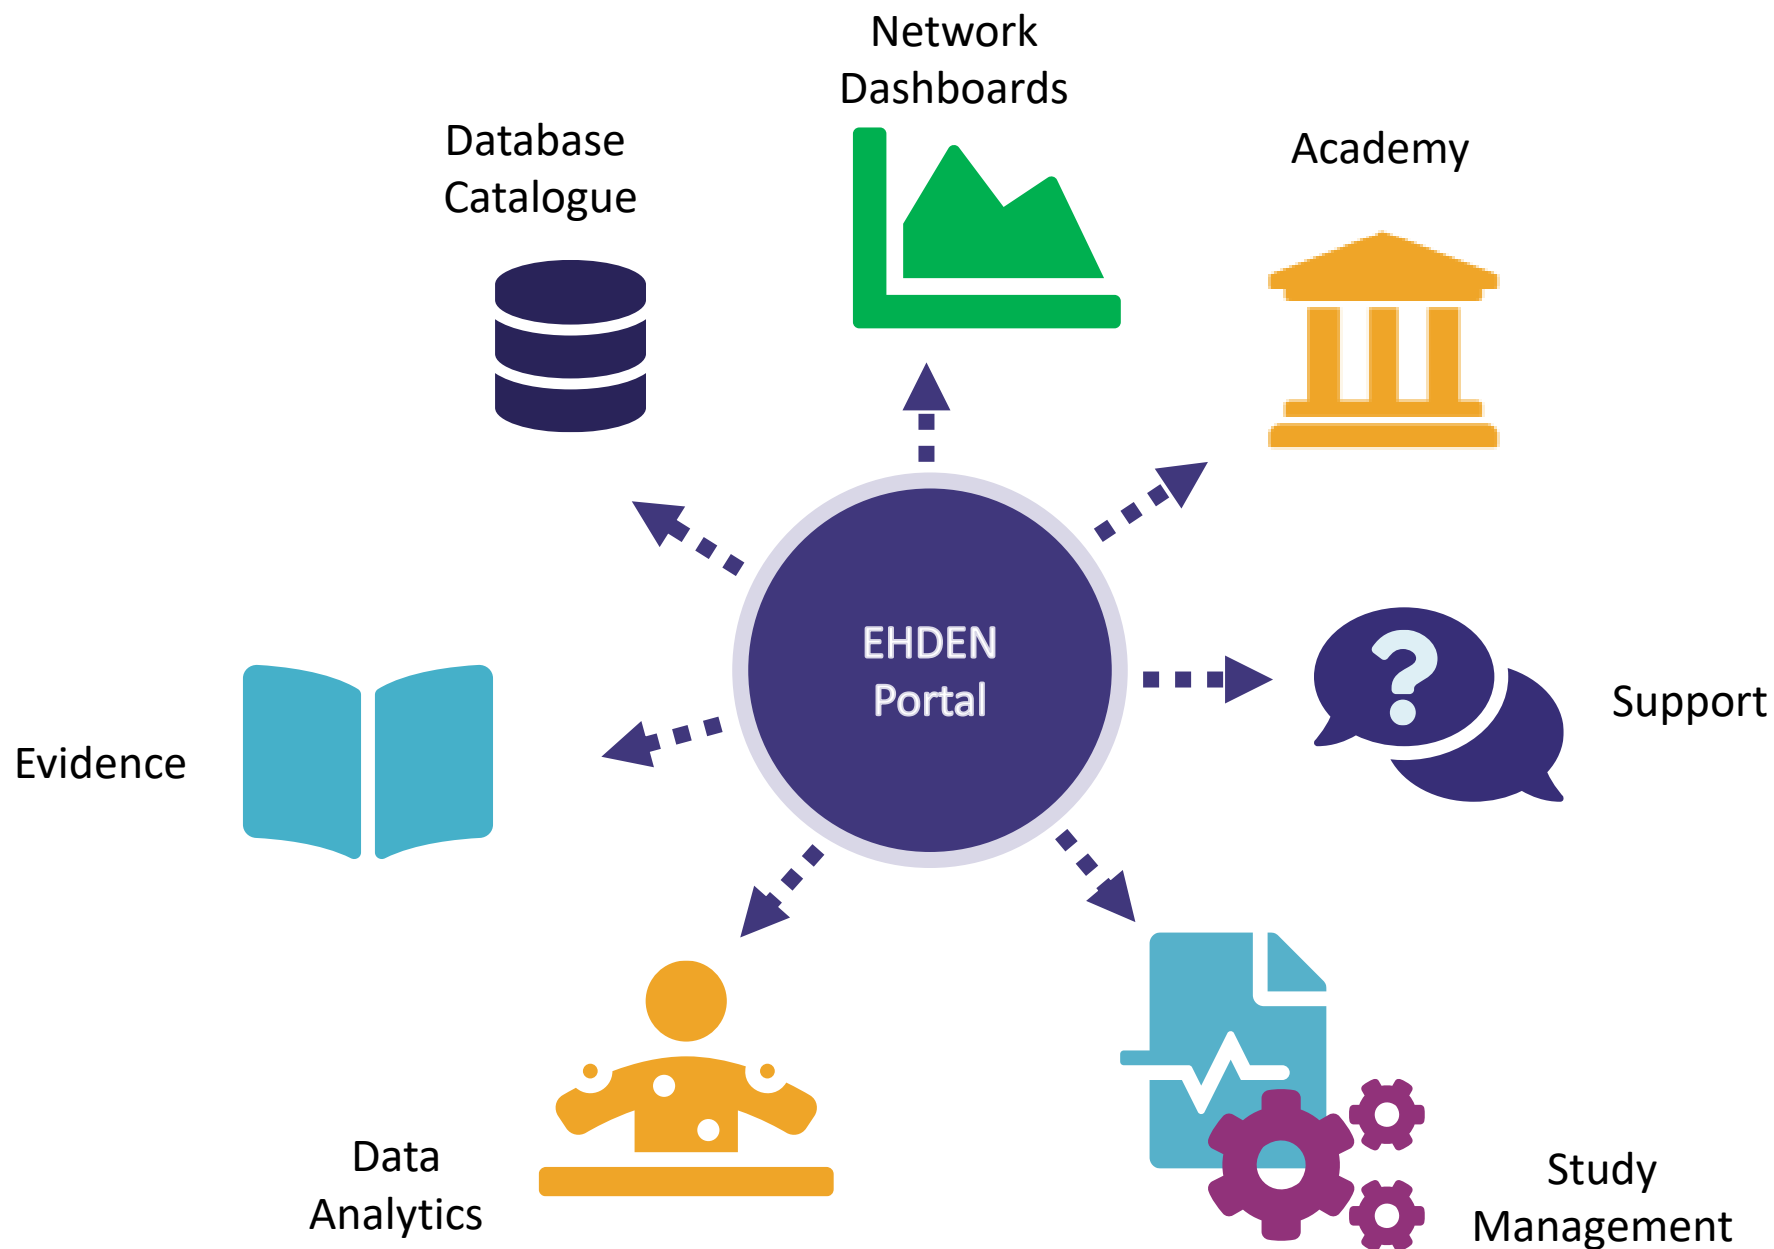 Network
Dashboards
Database
Catalogue
Academy
EHDEN
Portal
Support
Evidence
Data
Analytics
Study
Management